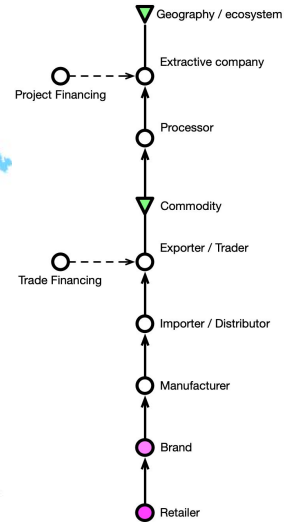 Geography / ecosystem
Extractive company
Project Financing
Processor
Commodity
Exporter / Trader
Trade Financing
Importer / Distributor
Manufacturer
Brand
Retailer